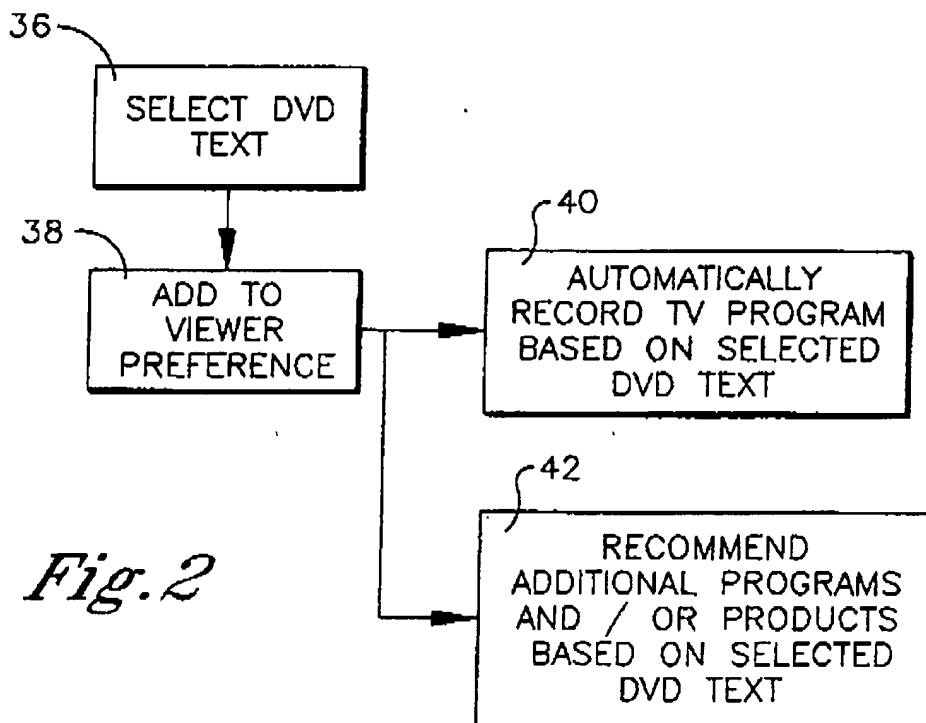 36
SELECT DVD
TEXT
38
ADD TO
VIEWER
PREFERENCE
40
AUTOMATICALLY
RECORD TV PROGRAM
BASED ON SELECTED
DVD TEXT
42
RECOMMEND
ADDITIONAL PROGRAMS
AND / OR PRODUCTS
BASED ON SELECTED
DVD TEXT
Fig. 2